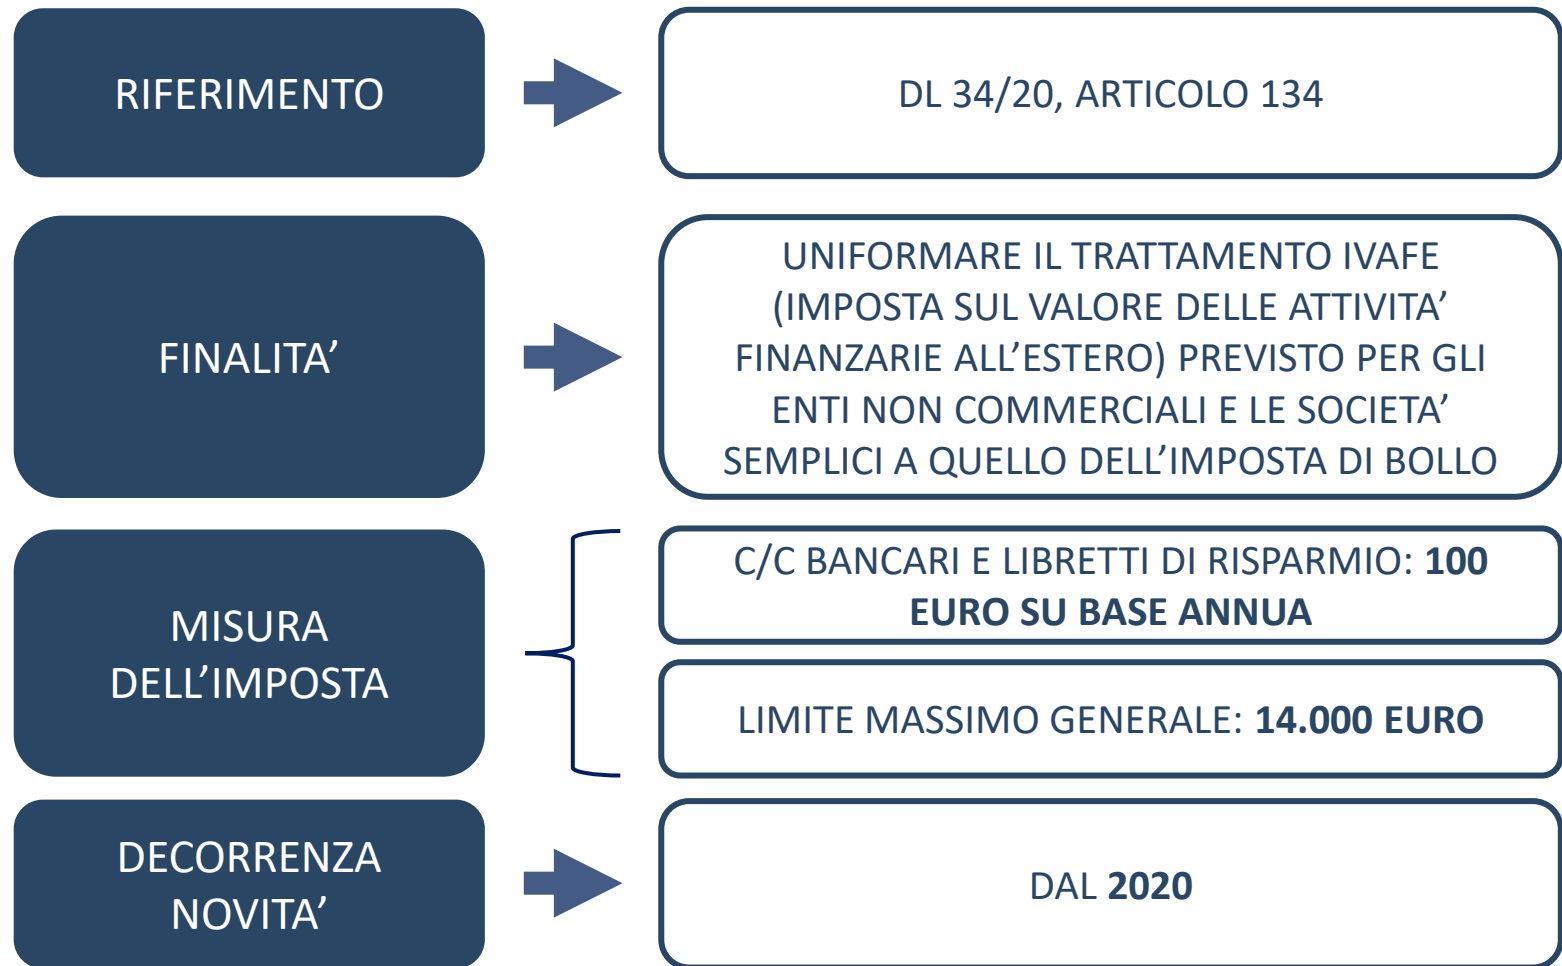 RIFERIMENTO
DL 34/20, ARTICOLO 134
FINALITA’
UNIFORMARE IL TRATTAMENTO IVAFE
(IMPOSTA SUL VALORE DELLE ATTIVITA’
FINANZARIE ALL’ESTERO) PREVISTO PER GLI
ENTI NON COMMERCIALI E LE SOCIETA’
SEMPLICI A QUELLO DELL’IMPOSTA DI BOLLO
MISURA
DELL’IMPOSTA
C/C BANCARI E LIBRETTI DI RISPARMIO: 100
EURO SU BASE ANNUA
LIMITE MASSIMO GENERALE: 14.000 EURO
DECORRENZA
NOVITA’
DAL 2020